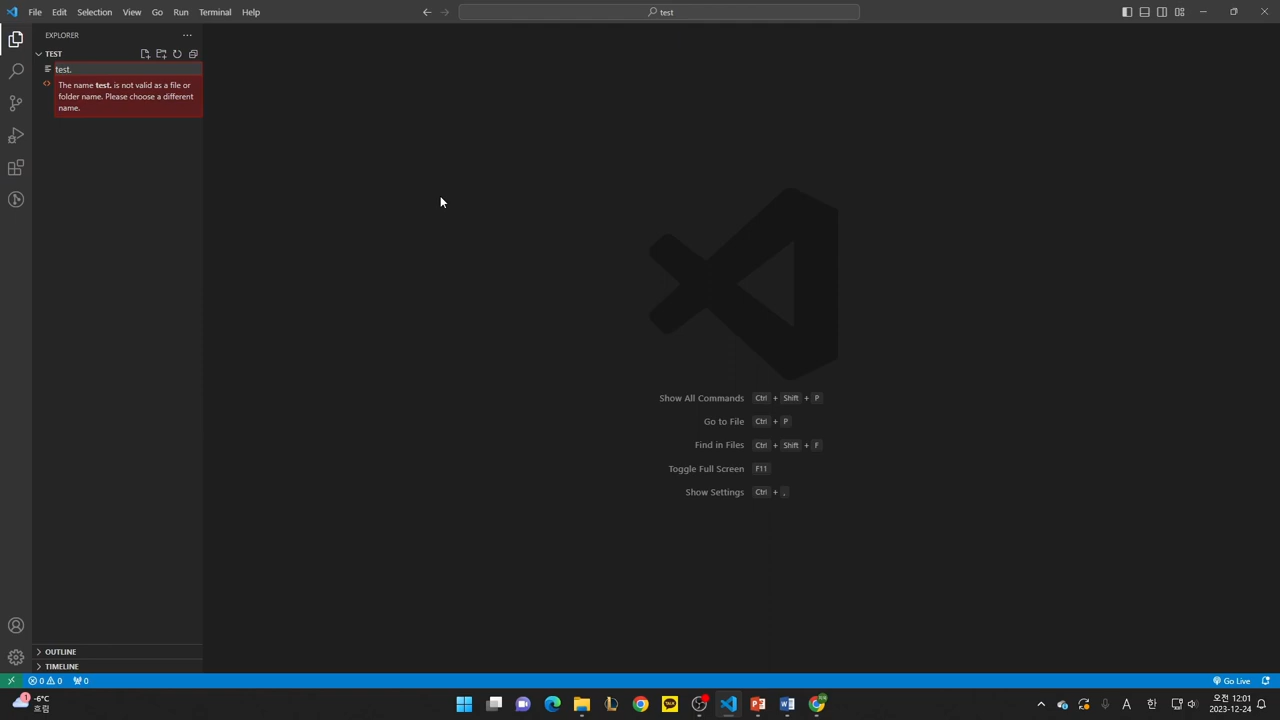 File Edit Selection View Go Run Terminal Help
test
EXPLORER
TEST
test.
The name test. is not valid as a file or
folder name. Please choose a different
name.
Show All Commands Ctrl + Shift + P
Go to File Ctrl + P
Find in Files Ctrl + Shift + F
Toggle Full Screen F11
Show Settings Ctrl + ,
OUTLINE
TIMELINE
0 0 0 Go Live
1 -6°C
흐림
TALK
A 한
오전 12:01
2023-12-24